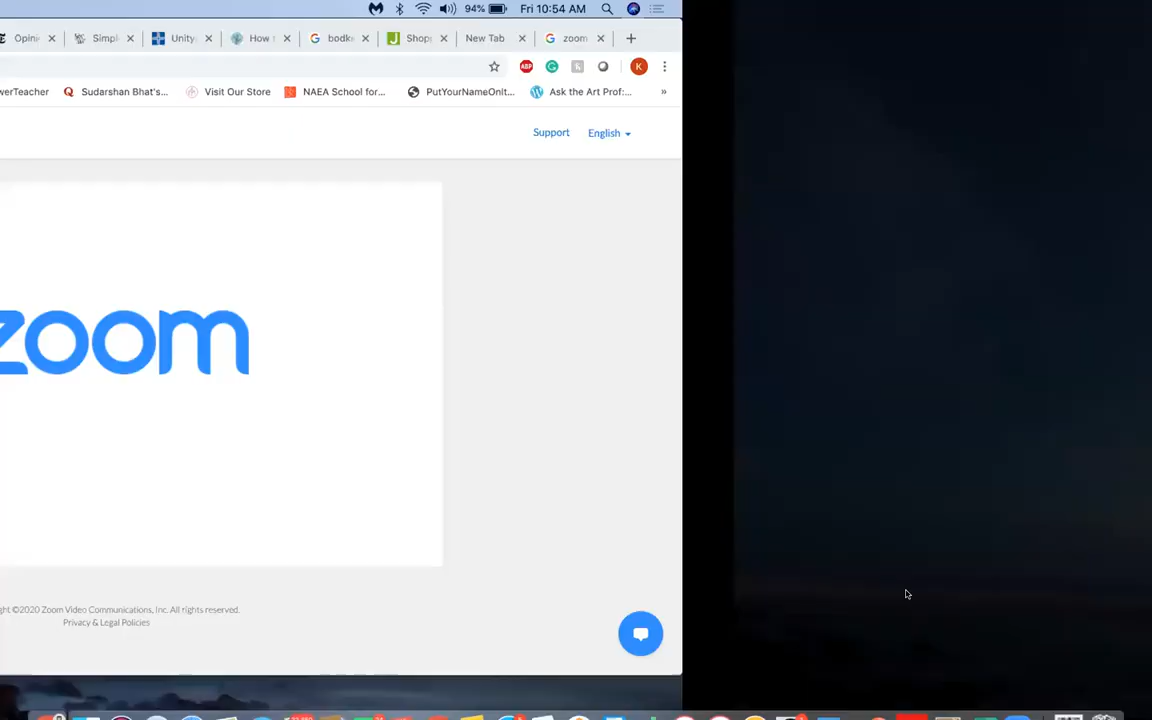 94% Fri 10:54 AM
Opini Simpl Unity How t bodk Shop New Tab zoom
ABP K
werTeacher Sudarshan Bhat's... Visit Our Store NAEA School for... PutYourNameOnIt... Ask the Art Prof:... »
Support English
zoom
ght ©2020 Zoom Video Communications, Inc. All rights reserved.
Privacy & Legal Policies